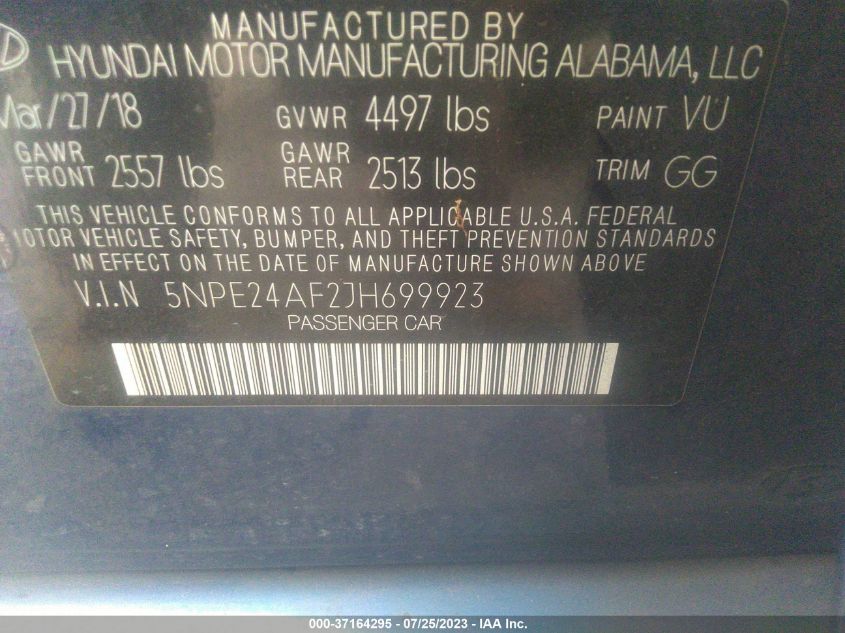 MANUFACTURED BY
HYUNDAI MOTOR MANUFACTURING ALABAMA, LLC
Mar/27/18 GVWR 4497 lbs PAINT VU
GAWR FRONT 2557 lbs GAWR REAR 2513 lbs TRIM GG
THIS VEHICLE CONFORMS TO ALL APPLICABLE U.S.A. FEDERAL
MOTOR VEHICLE SAFETY, BUMPER, AND THEFT PREVENTION STANDARDS
IN EFFECT ON THE DATE OF MANUFACTURE SHOWN ABOVE
V.I.N 5NPE24AF2JH699923
PASSENGER CAR
000-37164295 - 07/25/2023 - IAA Inc.